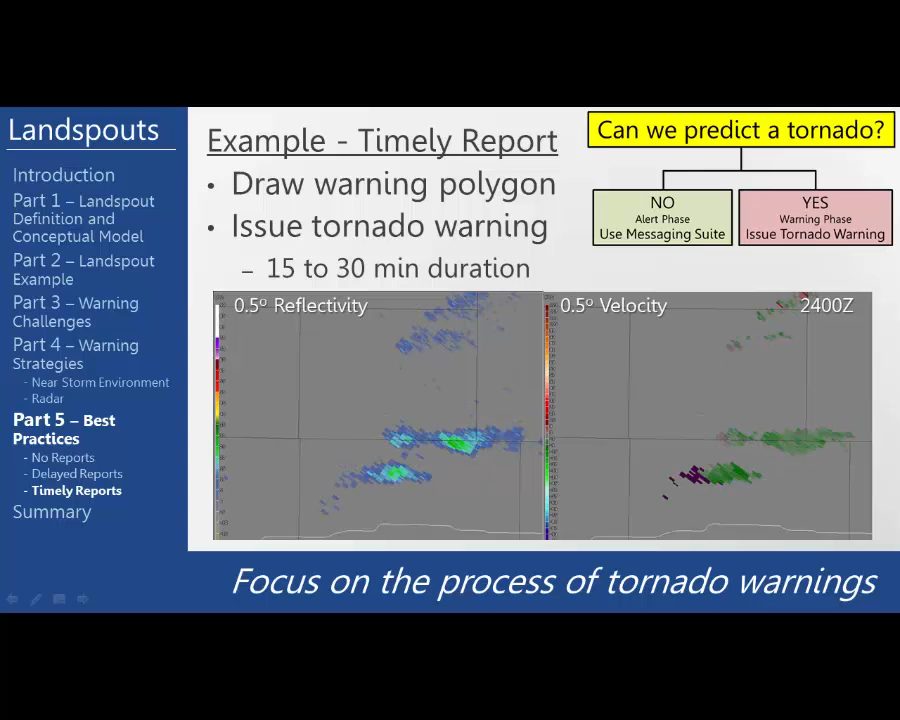 Landspouts
Introduction
Part 1 – Landspout
Definition and
Conceptual Model
Part 2 – Landspout
Example
Part 3 – Warning
Challenges
Part 4 – Warning
Strategies
- Near Storm Environment
- Radar
Part 5 – Best
Practices
- No Reports
- Delayed Reports
- Timely Reports
Summary
Example - Timely Report
• Draw warning polygon
• Issue tornado warning
– 15 to 30 min duration
Can we predict a tornado?
NO
Alert Phase
Use Messaging Suite
YES
Warning Phase
Issue Tornado Warning
0.5º Reflectivity
0.5º Velocity
2400Z
Focus on the process of tornado warnings